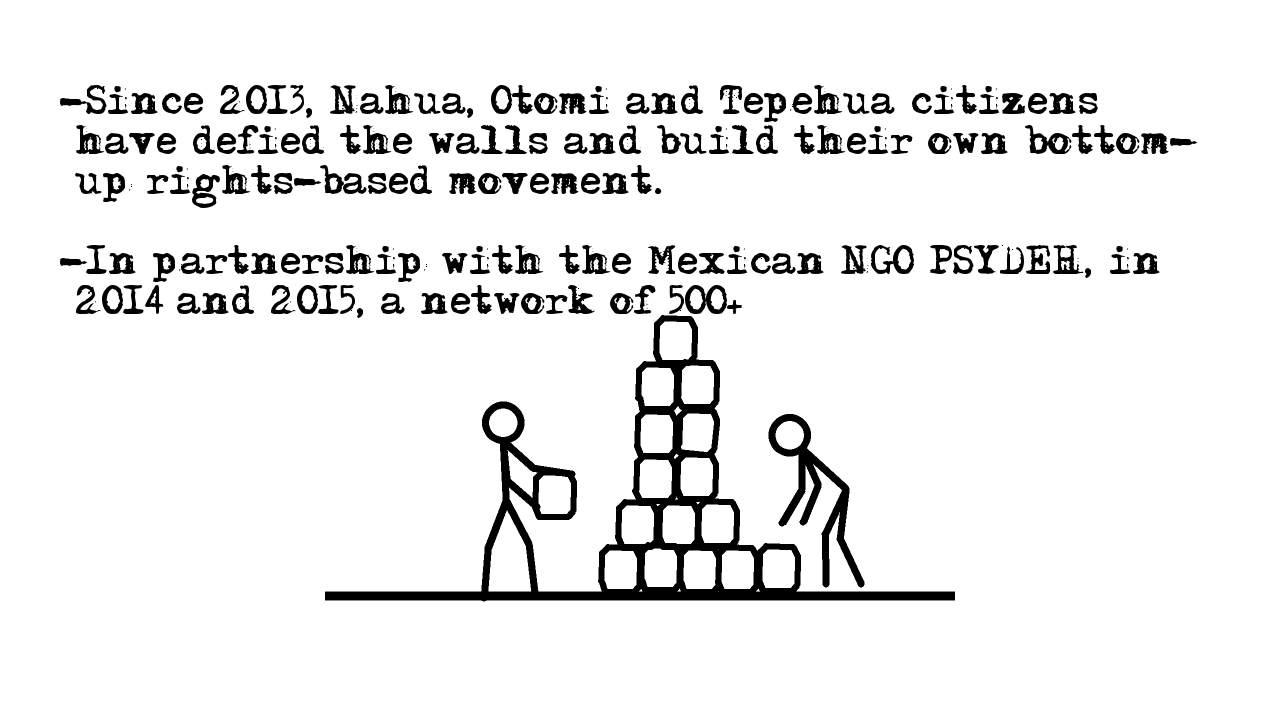 -Since 2013, Nahua, Otomi and Tepehua citizens
have defied the walls and build their own bottom-
up rights-based movement.
-In partnership with the Mexican NGO PSYDEH, in
2014 and 2015, a network of 500+